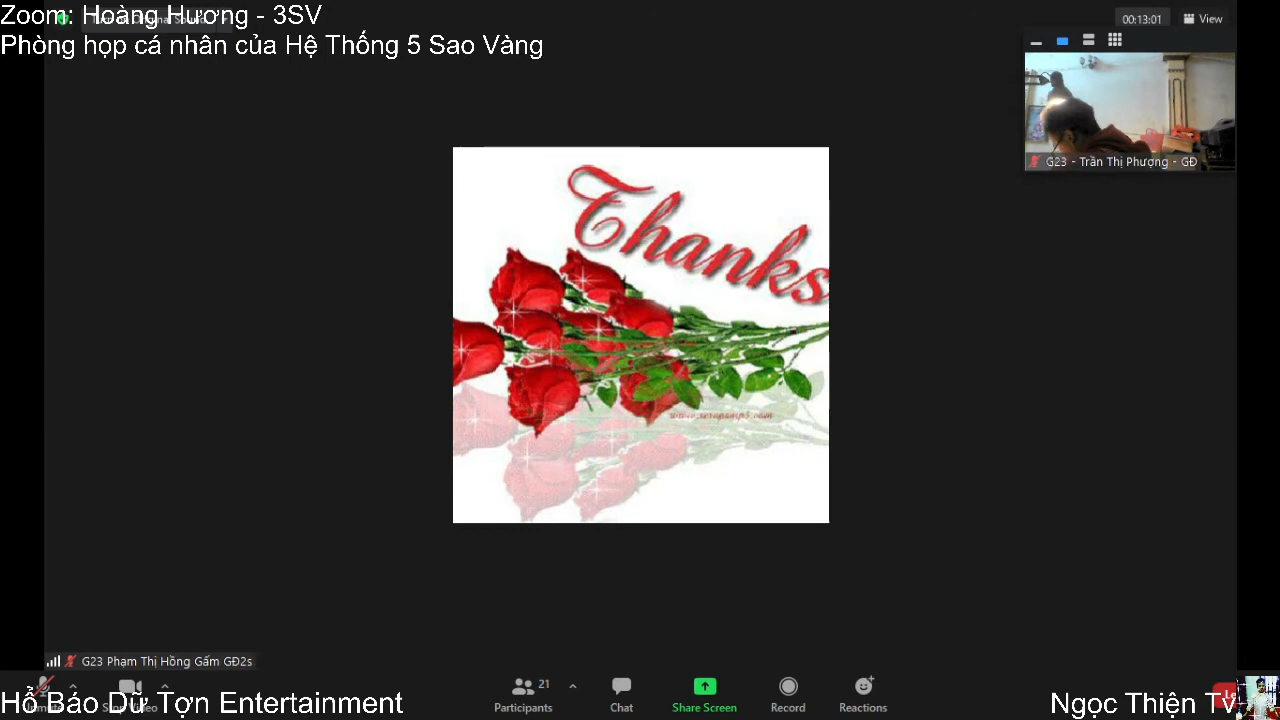 Zoom: Hoàng Hương - 3SV
Phòng họp cá nhân của Hệ Thống 5 Sao Vàng
00:13:01
View
G23 - Trần Thị Phượng - GĐ
Thanks
G23 Phạm Thị Hồng Gấm GĐ2s
21
Participants
Chat
Share Screen
Record
Reactions
Hổ Báo Dữ Tợn Entertainment
Ngọc Thiện Tv